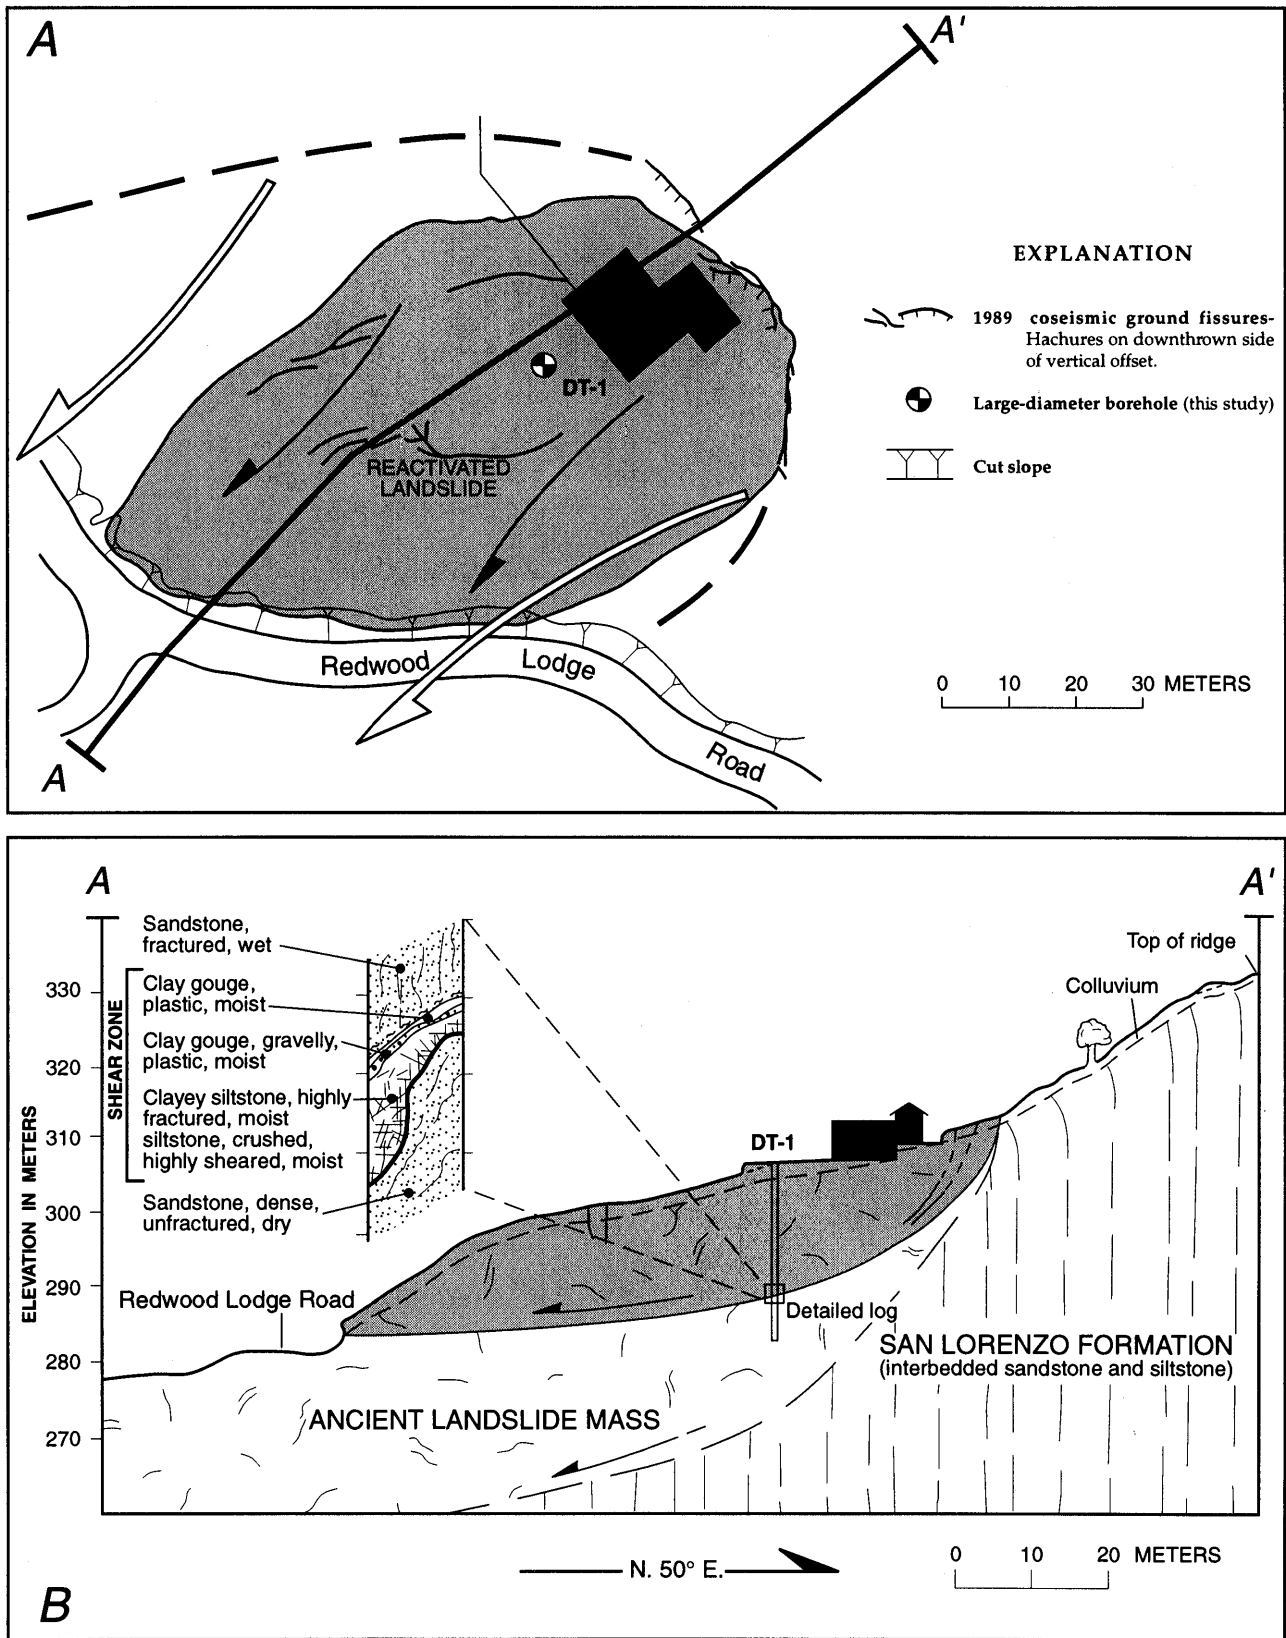 A
A'
EXPLANATION
1989 coseismic ground fissures-
Hachures on downthrown side
of vertical offset.
DT-1
Large-diameter borehole (this study)
REACTIVATED
LANDSLIDE
Cut slope
Redwood Lodge Road
0 10 20 30 METERS
A
A
A'
Sandstone,
fractured, wet
Top of ridge
Colluvium
SHEAR ZONE
Clay gouge,
plastic, moist
Clay gouge, gravelly,
plastic, moist
Clayey siltstone, highly
fractured, moist
siltstone, crushed,
highly sheared, moist
Sandstone, dense,
unfractured, dry
ELEVATION IN METERS
330
320
310
300
290
280
270
DT-1
Redwood Lodge Road
Detailed log
SAN LORENZO FORMATION
(interbedded sandstone and siltstone)
ANCIENT LANDSLIDE MASS
N. 50° E.
0 10 20 METERS
B